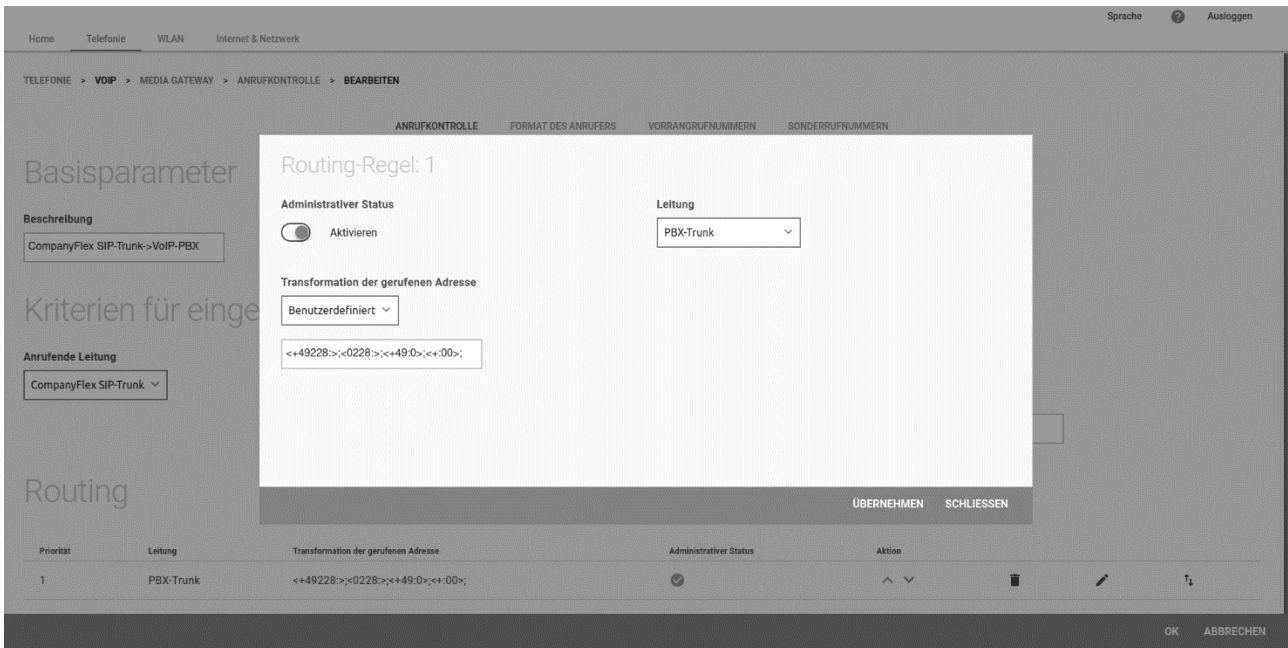 Sprache ? Ausloggen
Home Telefonie WLAN Internet & Netzwerk
TELEFONIE > VOIP > MEDIA GATEWAY > ANRUFKONTROLLE > BEARBEITEN
ANRUFKONTROLLE FORMAT DES ANRUFERS VORRANGRUFNUMMERN SONDERRUFNUMMERN
Basisparameter
Beschreibung
CompanyFlex SIP-Trunk->VoIP-PBX
Kriterien für einge
Anrufende Leitung
CompanyFlex SIP-Trunk
Routing-Regel: 1
Administrativer Status Leitung
Aktivieren PBX-Trunk
Transformation der gerufenen Adresse
Benutzerdefiniert
<+49228:>;<0228:>;<+49:0>;<+:00>;
ÜBERNEHMEN SCHLIESSEN
Routing
Priorität Leitung Transformation der gerufenen Adresse Administrativer Status Aktion
1 PBX-Trunk <+49228:>;<0228:>;<+49:0>;<+:00>;
OK ABBRECHEN